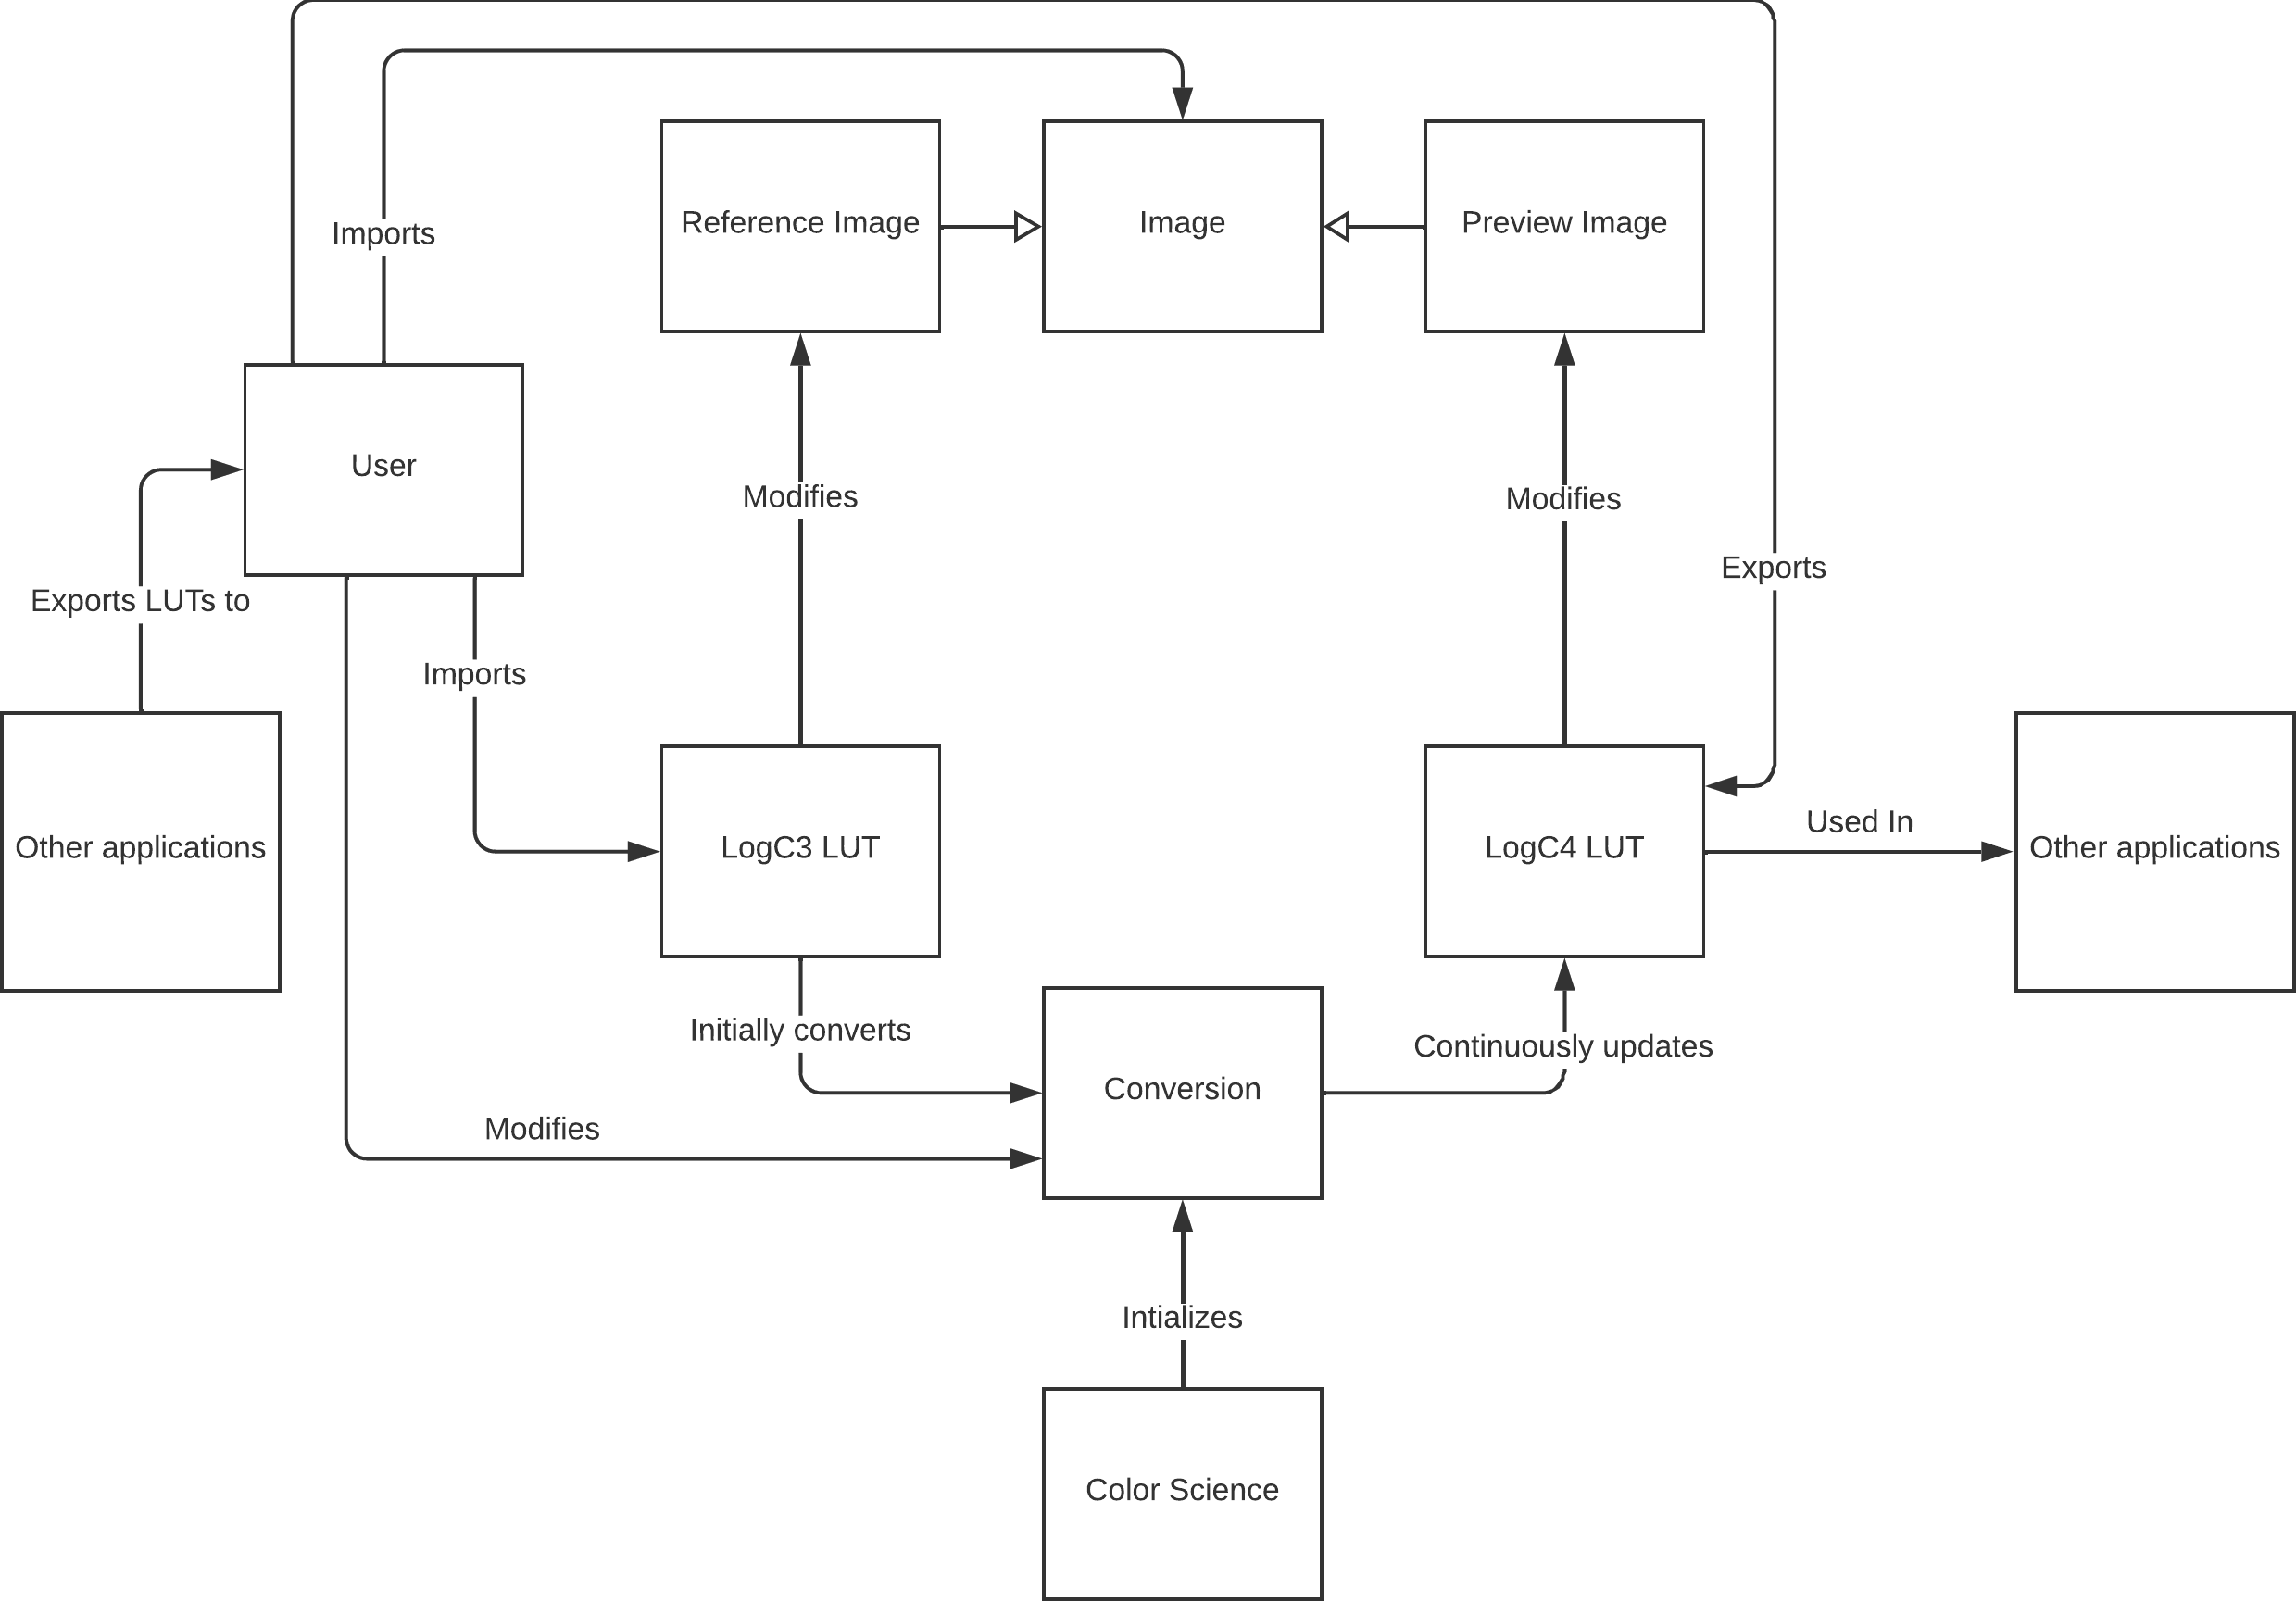 Imports
Reference Image
Image
Preview Image
User
Modifies
Modifies
Exports
Exports LUTs to
Imports
Used In
Other applications
LogC3 LUT
LogC4 LUT
Other applications
Initially converts
Continuously updates
Conversion
Modifies
Intializes
Color Science